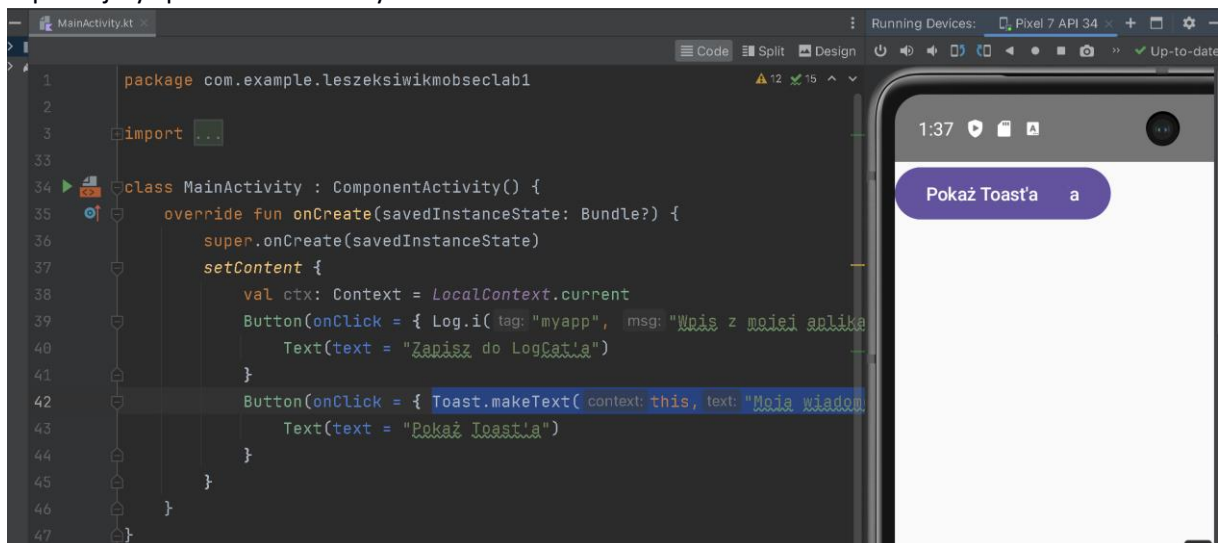 MainActivity.kt
Running Devices: Pixel 7 API 34
Code Split Design
Up-to-date
1 package com.example.leszeksiwikmobseclab1
12 15
2
3 import ...
33
34 class MainActivity : ComponentActivity() {
35 override fun onCreate(savedInstanceState: Bundle?) {
36 super.onCreate(savedInstanceState)
37 setContent {
38 val ctx: Context = LocalContext.current
39 Button(onClick = { Log.i( tag: "myapp", msg: "Wpis z mojej aplika
40 Text(text = "Zapisz do LogCat'a")
41 }
42 Button(onClick = { Toast.makeText( context: this, text: "Moja wiadom
43 Text(text = "Pokaż Toast'a")
44 }
45 }
46 }
47 }
1:37
Pokaż Toast'a a